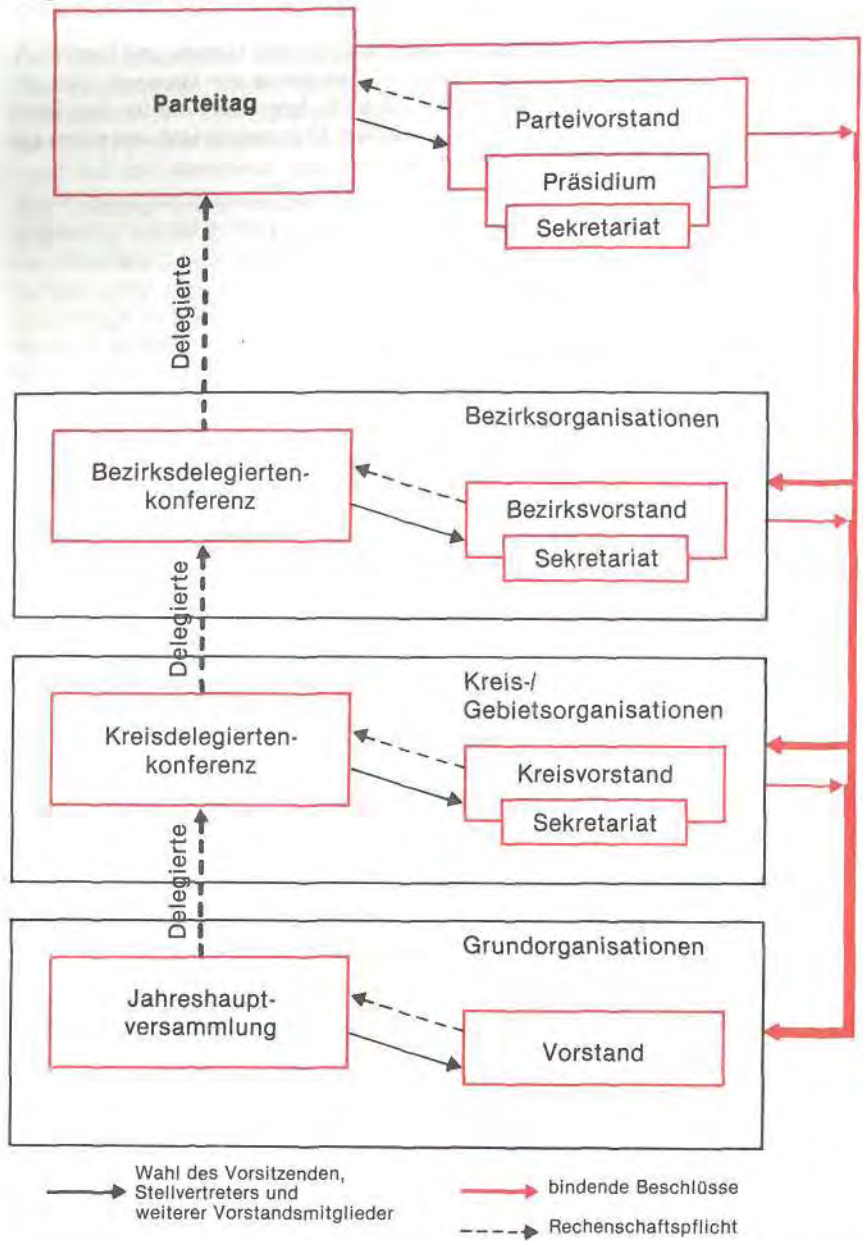 Parteitag
Parteivorstand
Präsidium
Sekretariat
Delegierte
Bezirksorganisationen
Bezirksdelegierten-
konferenz
Bezirksvorstand
Sekretariat
Delegierte
Kreis-/
Gebietsorganisationen
Kreisdelegierten-
konferenz
Kreisvorstand
Sekretariat
Delegierte
Grundorganisationen
Jahreshaupt-
versammlung
Vorstand
Wahl des Vorsitzenden,
Stellvertreters und
weiterer Vorstandsmitglieder
bindende Beschlüsse
Rechenschaftspflicht